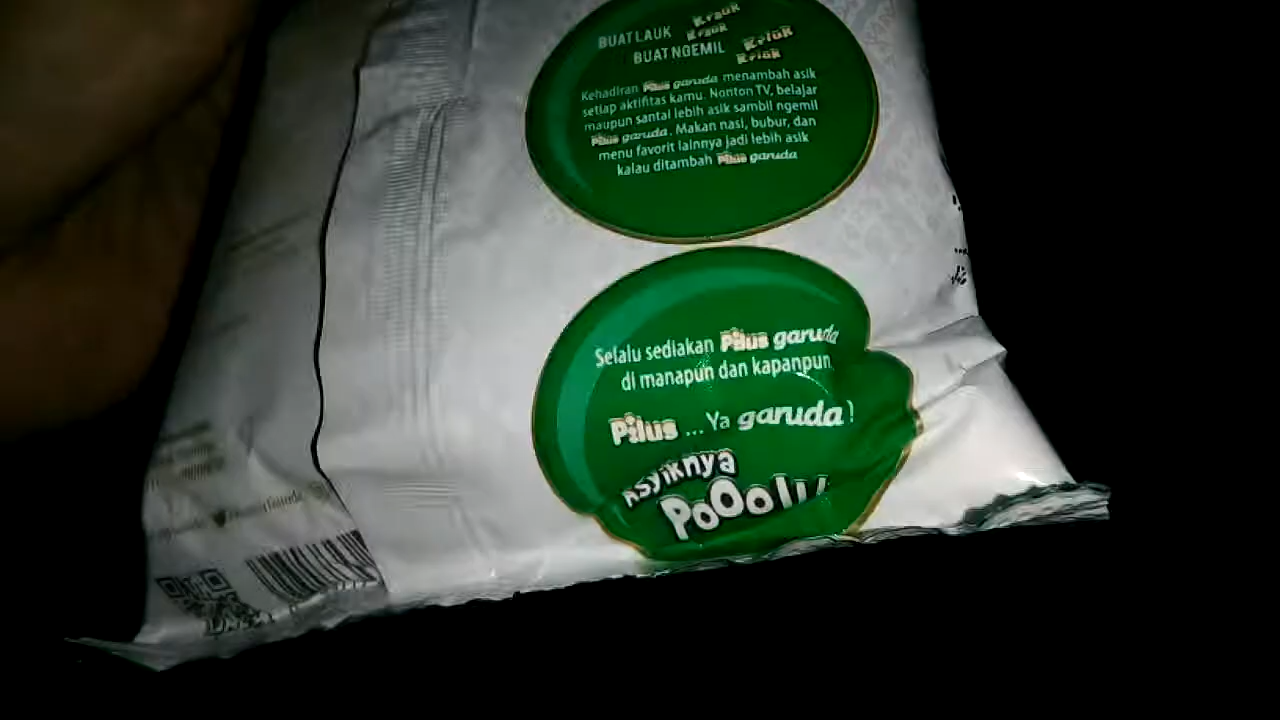 BUAT LAUK KriuK KriuK
BUAT NGEMIL KriuK KriuK
Kehadiran Pilus garuda menambah asik
setiap aktifitas kamu. Nonton TV, belajar
maupun santai lebih asik sambil ngemil
Pilus garuda. Makan nasi, bubur, dan
menu favorit lainnya jadi lebih asik
kalau ditambah Pilus garuda
Selalu sediakan Pilus garuda
di manapun dan kapanpun
Pilus ...Ya garuda!
Asyiknya
PoOolll